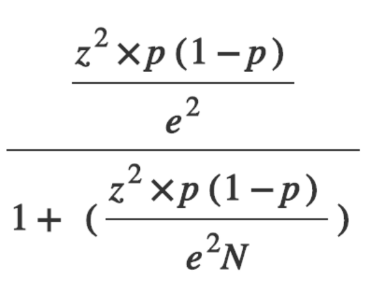 z² × p (1 − p)
e²
1 + ( z² × p (1 − p)
e²N )